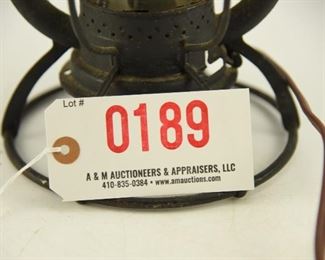 Lot #
0189
A & M AUCTIONEERS & APPRAISERS, LLC
410-835-0384 • www.amauctions.com